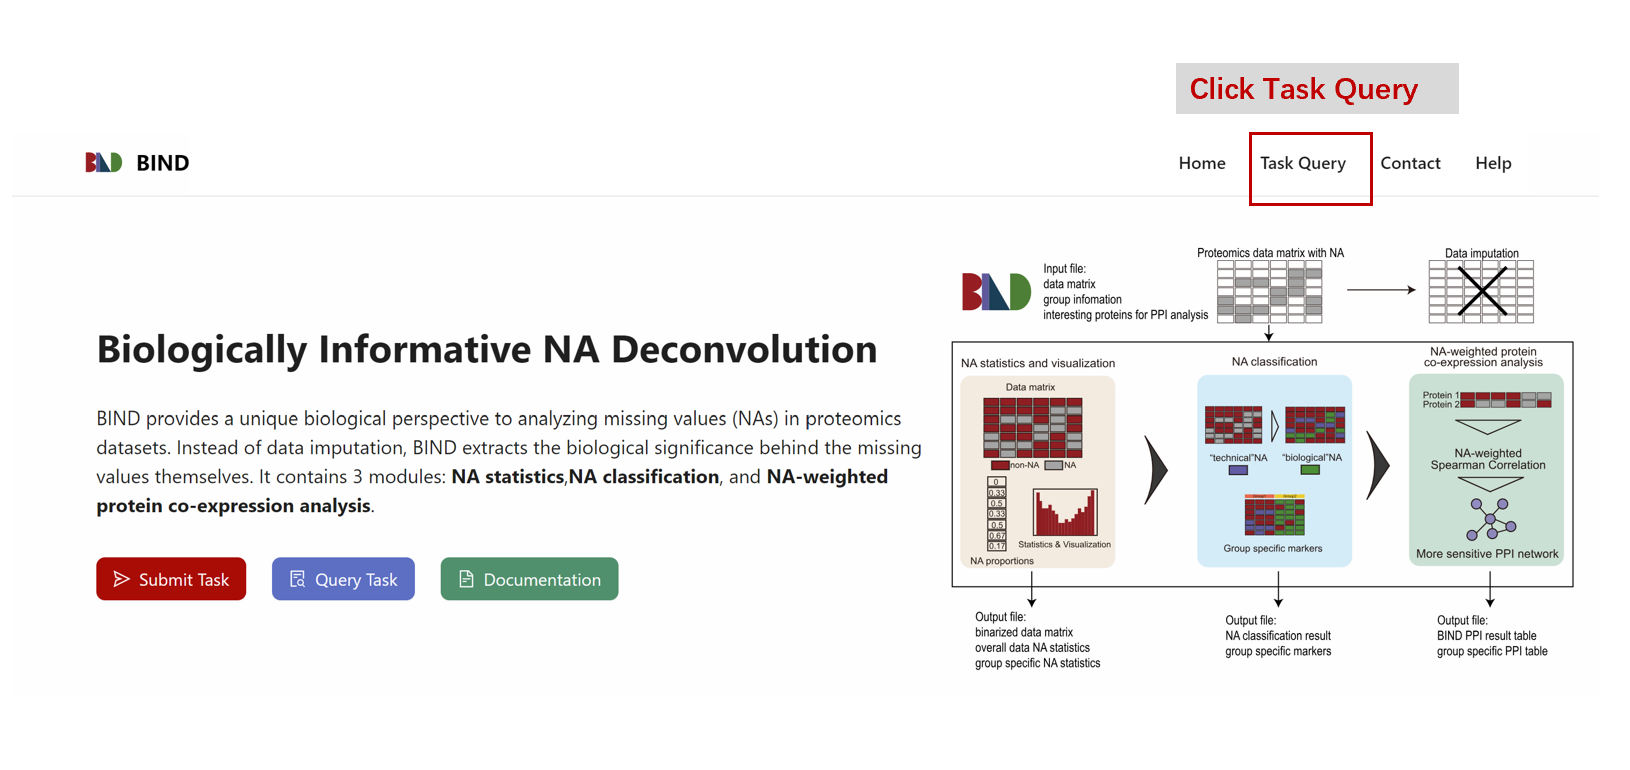 Click Task Query
BIND BIND
Home Task Query Contact Help
Biologically Informative NA Deconvolution
BIND provides a unique biological perspective to analyzing missing values (NAs) in proteomics
datasets. Instead of data imputation, BIND extracts the biological significance behind the missing
values themselves. It contains 3 modules: NA statistics,NA classification, and NA-weighted
protein co-expression analysis.
Submit Task
Query Task
Documentation
BIND
Input file:
data matrix
group infomation
interesting proteins for PPI analysis
Proteomics data matrix with NA
Data imputation
NA statistics and visualization
Data matrix
non-NA NA
0
0.33
0.5
0.33
0.5
0.67
0.17
NA proportions
Statistics & Visualization
NA classification
"technical"NA
"biological"NA
Group1 Group2
Group specific markers
NA-weighted protein
co-expression analysis
Protein 1
Protein 2
NA-weighted
Spearman Correlation
More sensitive PPI network
Output file:
binarized data matrix
overall data NA statistics
group specific NA statistics
Output file:
NA classification result
group specific markers
Output file:
BIND PPI result table
group specific PPI table